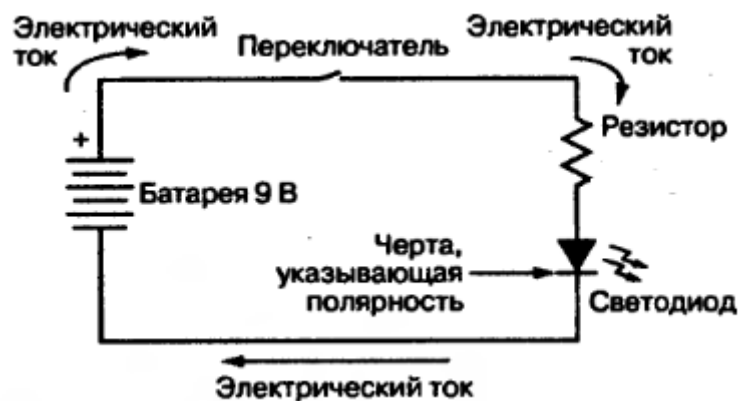 Электрический
ток
Переключатель
Электрический
ток
+
Резистор
Батарея 9 В
Черта,
указывающая
полярность
Светодиод
Электрический ток